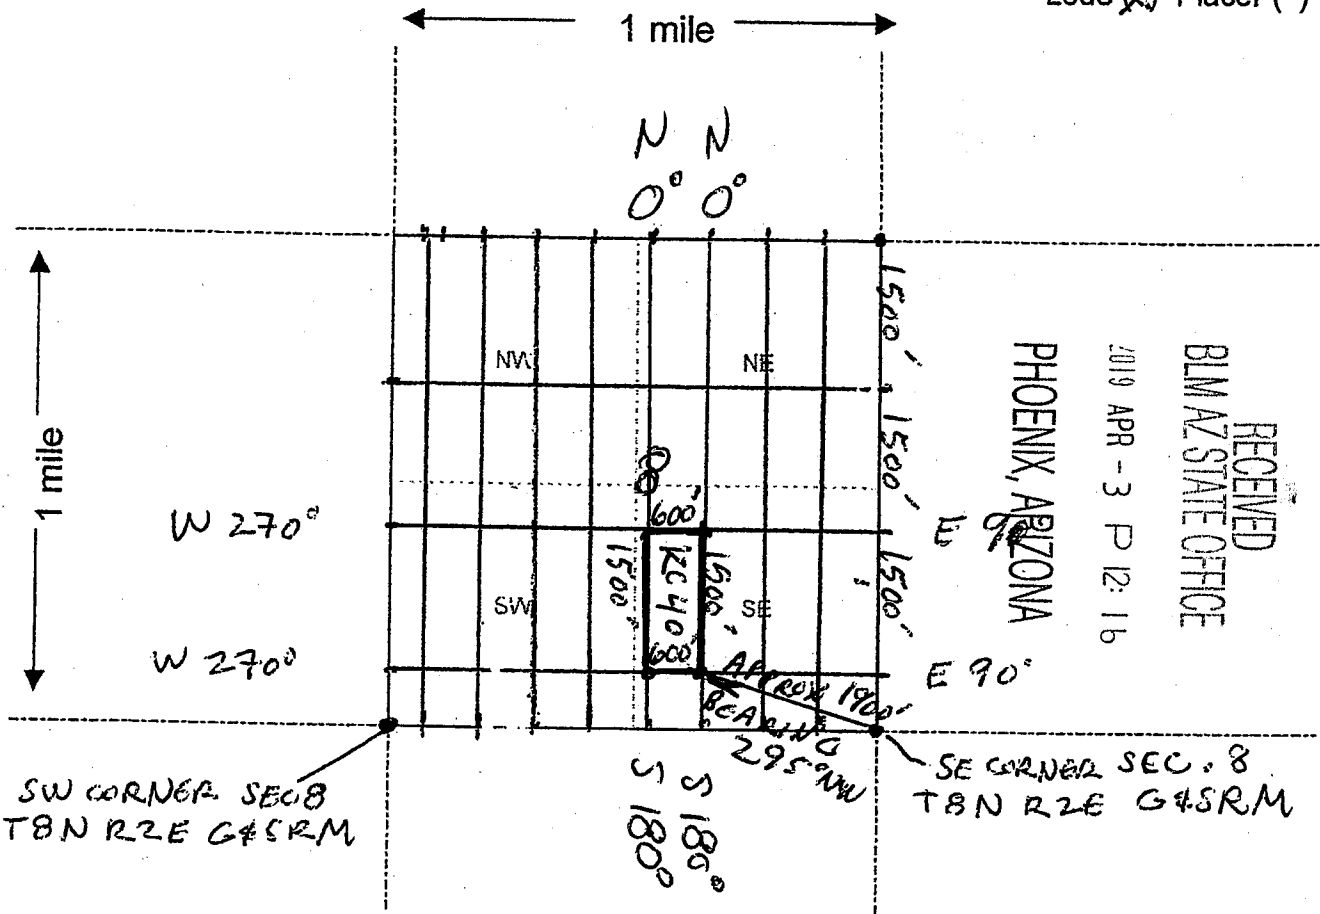 Lode (X), Placer ( )
1 mile
N N
0° 0°
1 mile
NW
NE
1500'
1500'
1500'
8
W 270°
600'
E 90
1500'
KC 40
1500'
SW
SE
W 270°
600'
E 90°
APPROX 1900'
BEARING
295° NW
S 180°
S 180°
SW CORNER SEC 8
T8N R2E G&SRM
SE CORNER SEC. 8
T8N R2E G&SRM
RECEIVED
BLM AZ STATE OFFICE
2019 APR -3 P 12: 16
PHOENIX, ARIZONA